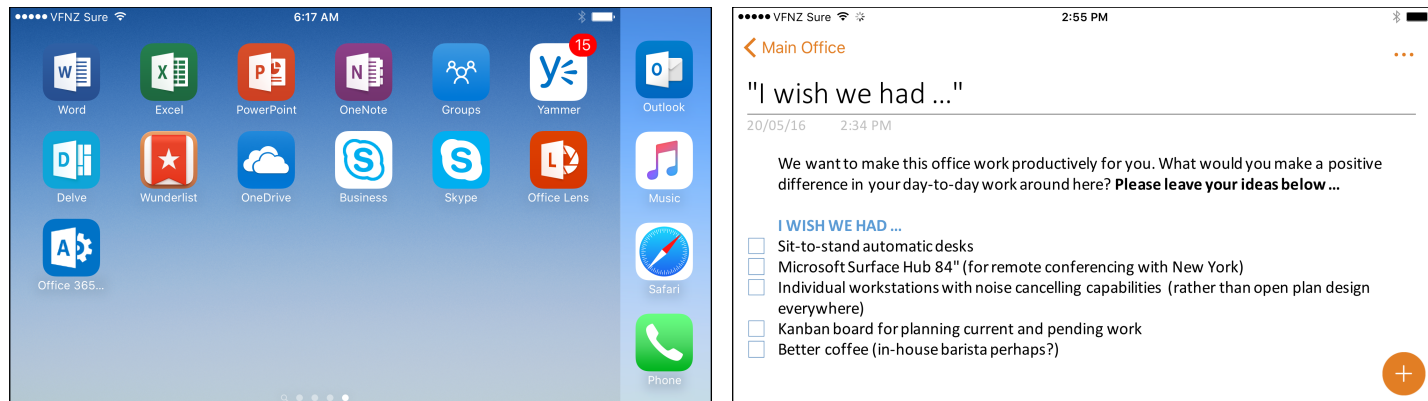 VFNZ Sure 6:17 AM
15
W X P N
Word Excel PowerPoint OneNote Groups Yammer
D S S L
Delve Wunderlist OneDrive Business Skype Office Lens
A
Office 365...
O
Outlook
Music
Safari
Phone
VFNZ Sure 2:55 PM
Main Office
...
"I wish we had ..."
20/05/16 2:34 PM
We want to make this office work productively for you. What would you make a positive
difference in your day-to-day work around here? Please leave your ideas below ...
I WISH WE HAD ...
Sit-to-stand automatic desks
Microsoft Surface Hub 84" (for remote conferencing with New York)
Individual workstations with noise cancelling capabilities (rather than open plan design
everywhere)
Kanban board for planning current and pending work
Better coffee (in-house barista perhaps?)